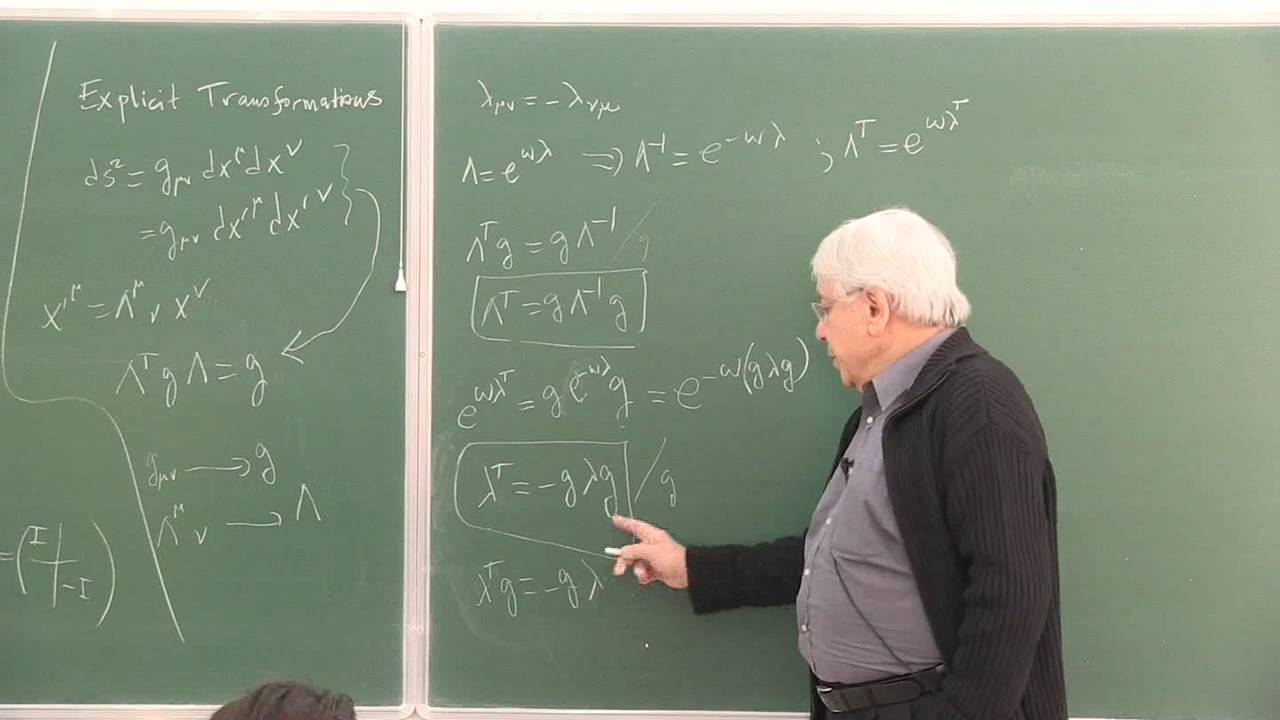 Explicit Transformations
ds² = g_μν dx^μ dx^ν
= g_μν dx'^μ dx'^ν
x'^μ = Λ^μ_ν x^ν
Λ^T g Λ = g
g_μν → g
Λ^μ_ν → Λ
= ( I | -I )
λ_μν = -λ_νμ
Λ = e^{ωλ} ⇒ Λ^{-1} = e^{-ωλ} ; Λ^T = e^{ωλ^T}
Λ^T g = g Λ^{-1} / g
Λ^T = g Λ^{-1} g
e^{ωλ^T} = g e^{-ωλ} g = e^{-ω(gλg)}
λ^T = -g λ g / g
λ^T g = -g λ